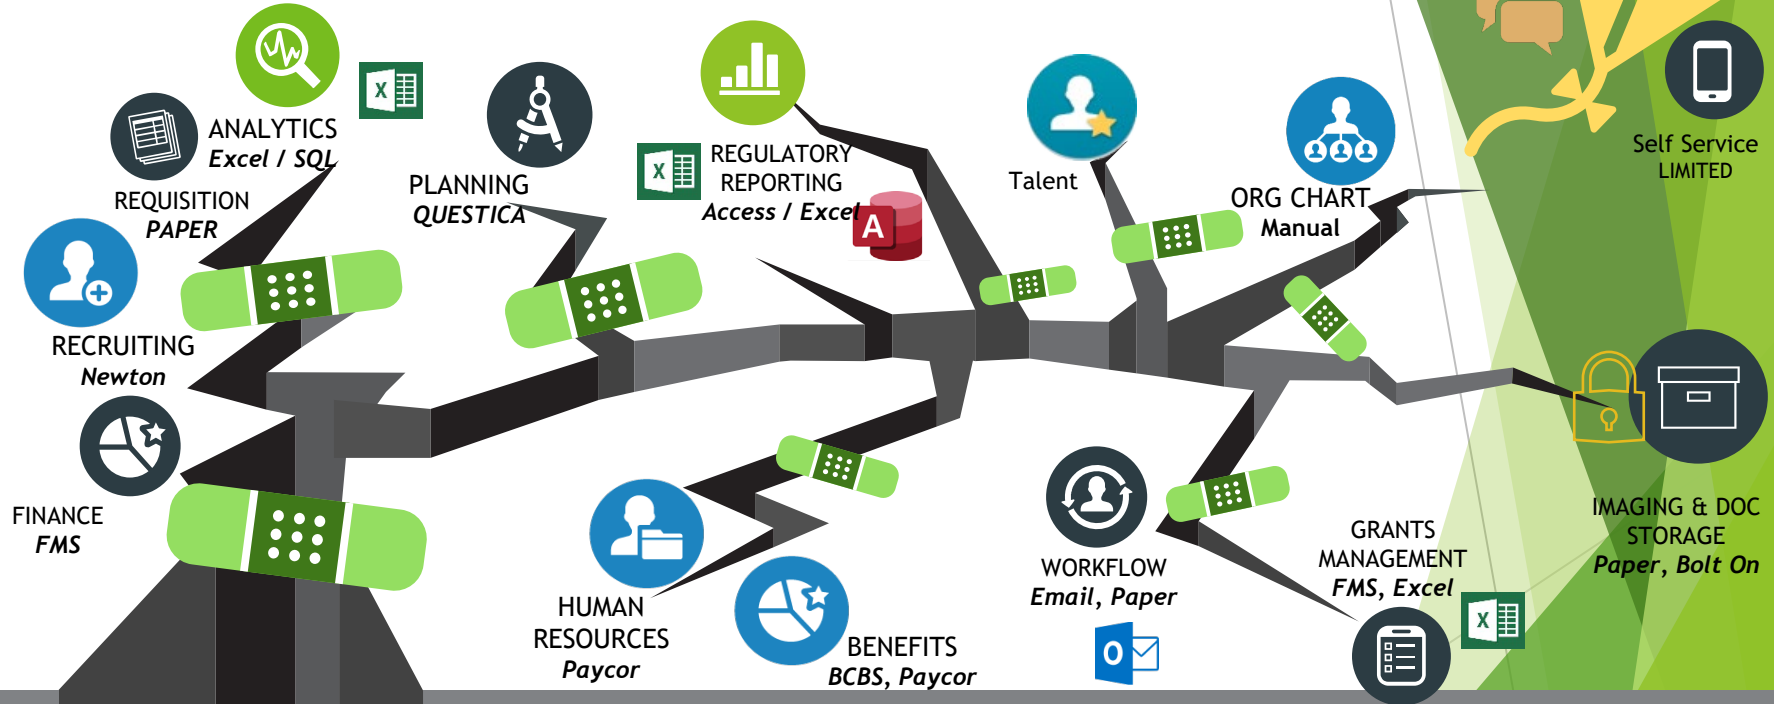 ANALYTICS
Excel / SQL
X
REQUISITION
PAPER
RECRUITING
Newton
FINANCE
FMS
PLANNING
QUESTICA
X
REGULATORY
REPORTING
Access / Excel
A
Talent
ORG CHART
Manual
Self Service
LIMITED
HUMAN
RESOURCES
Paycor
BENEFITS
BCBS, Paycor
WORKFLOW
Email, Paper
O
GRANTS
MANAGEMENT
FMS, Excel
X
IMAGING & DOC
STORAGE
Paper, Bolt On